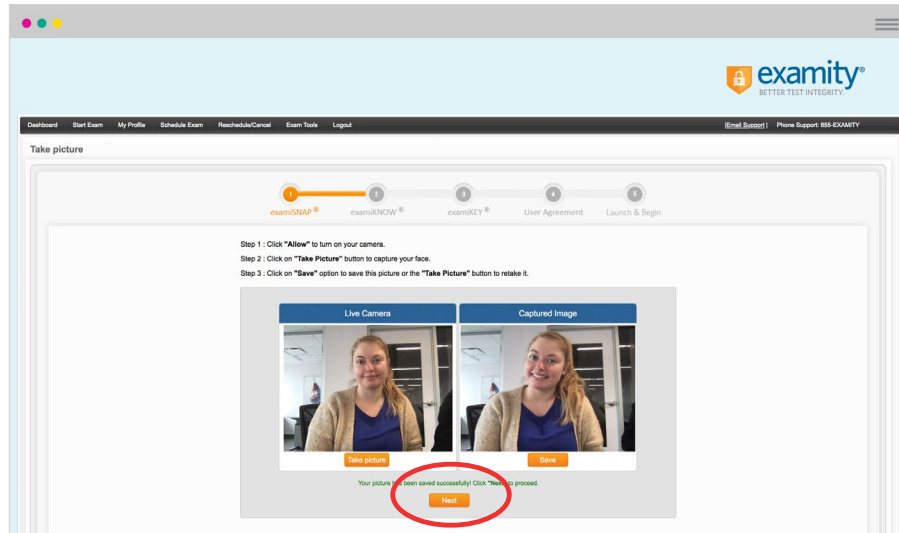 examity®
BETTER TEST INTEGRITY.
Dashboard Start Exam My Profile Schedule Exam Reschedule/Cancel Exam Tools Logout |Email Support| Phone Support: 855-EXAMITY
Take picture
1 2 3 4 5
examiSNAP ® examiKNOW ® examiKEY ® User Agreement Launch & Begin
Step 1 : Click "Allow" to turn on your camera.
Step 2 : Click on "Take Picture" button to capture your face.
Step 3 : Click on "Save" option to save this picture or the "Take Picture" button to retake it.
Live Camera Captured Image
Take picture Save
Your picture has been saved successfully! Click "Next" to proceed.
Next